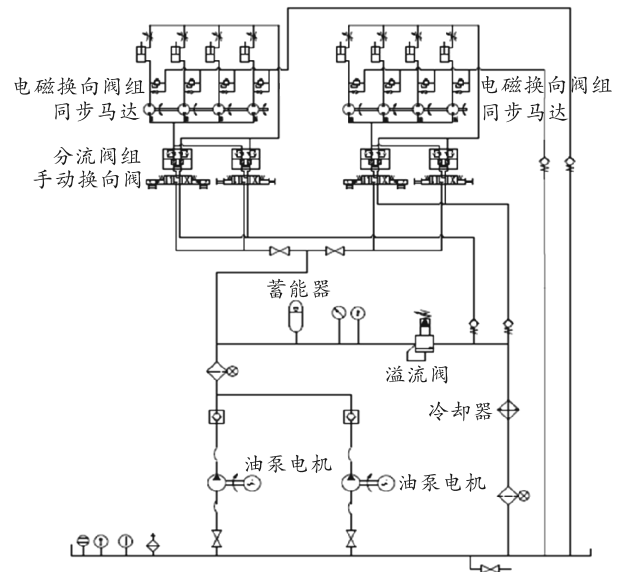 电磁换向阀组
同步马达
电磁换向阀组
同步马达
分流阀组
手动换向阀
蓄能器
溢流阀
冷却器
油泵电机
油泵电机